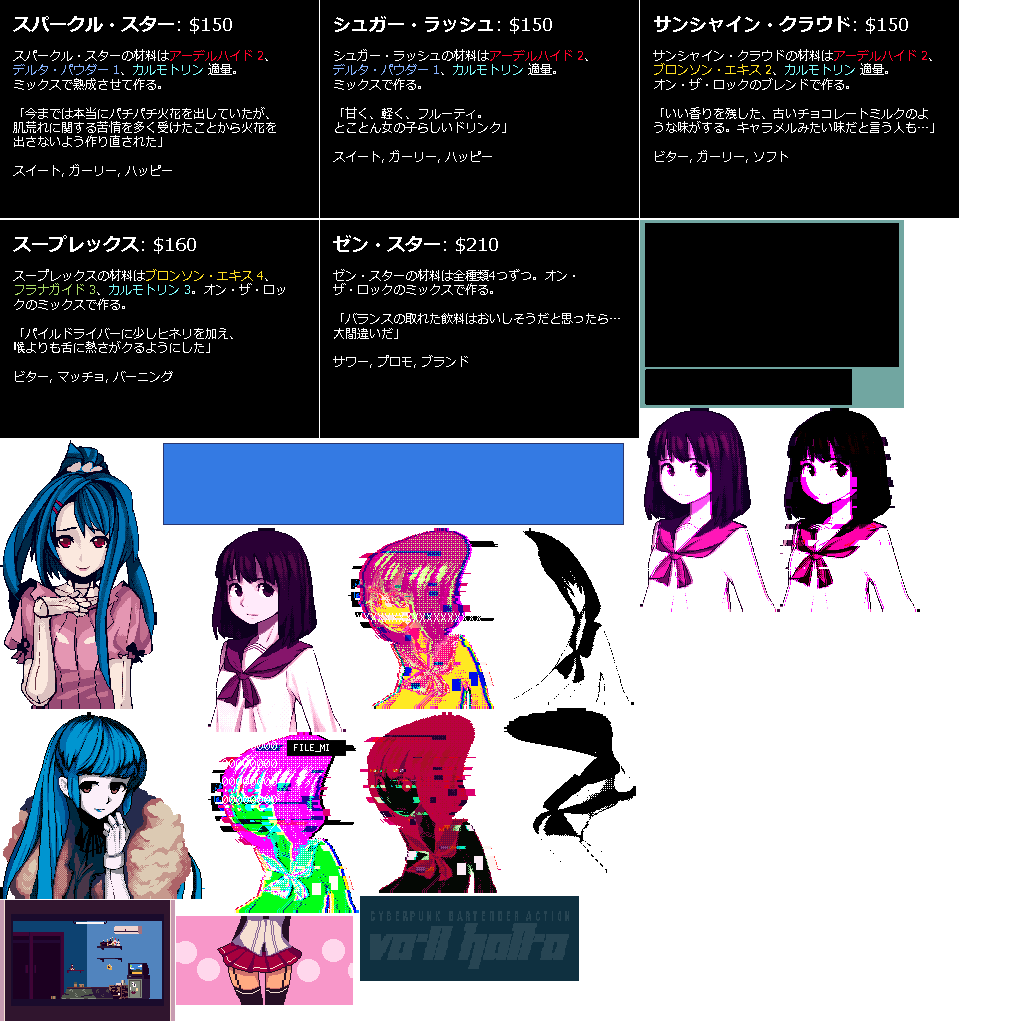 スパークル・スター: $150
スパークル・スターの材料はアーデルハイド 2、
デルタ・パウダー 1、カルモトリン 適量。
ミックスで熟成させて作る。
「今までは本当にパチパチ火花を出していたが、
肌荒れに関する苦情を多く受けたことから火花を
出さないよう作り直された」
スイート, ガーリー, ハッピー
シュガー・ラッシュ: $150
シュガー・ラッシュの材料はアーデルハイド 2、
デルタ・パウダー 1、カルモトリン 適量。
ミックスで作る。
「甘く、軽く、フルーティ。
とことん女の子らしいドリンク」
スイート, ガーリー, ハッピー
サンシャイン・クラウド: $150
サンシャイン・クラウドの材料はアーデルハイド 2、
ブロンソン・エキス 2、カルモトリン 適量。
オン・ザ・ロックのブレンドで作る。
「いい香りを残した、古いチョコレートミルクのよ
うな味がする。キャラメルみたい味だと言う人も…」
ビター, ガーリー, ソフト
スープレックス: $160
スープレックスの材料はブロンソン・エキス 4、
フラナガイド 3、カルモトリン 3。オン・ザ・ロッ
クのミックスで作る。
「パイルドライバーに少しヒネリを加え、
喉よりも舌に熱さがクるようにした」
ビター, マッチョ, バーニング
ゼン・スター: $210
ゼン・スターの材料は全種類4つずつ。オン・
ザ・ロックのミックスで作る。
「バランスの取れた飲料はおいしそうだと思ったら…
大間違いだ」
サワー, プロモ, ブランド
FILE_MI
CYBERPUNK BARTENDER ACTION
va-11 hall-a